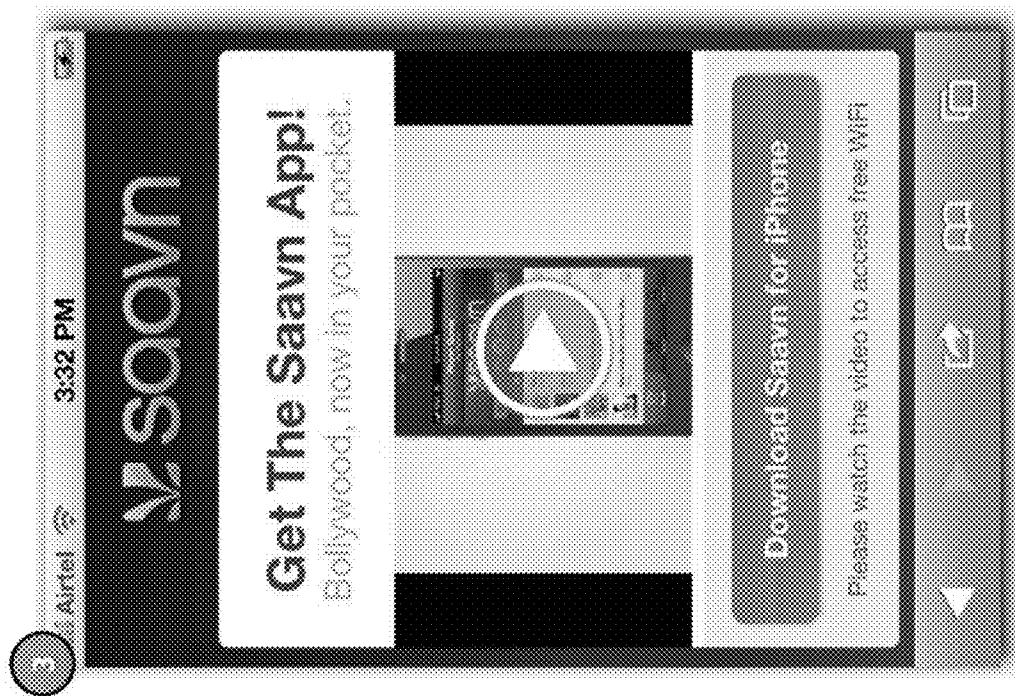 3
Airtel 3:32 PM
saavn
Get The Saavn App!
Bollywood, now in your pocket.
Download Saavn for iPhone
Please watch the video to access free WiFi